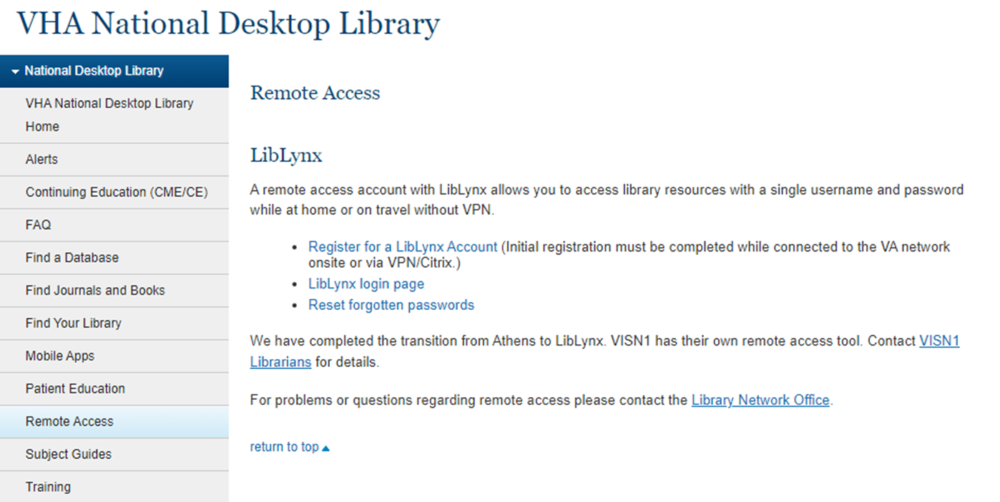 VHA National Desktop Library
National Desktop Library
VHA National Desktop Library
Home
Alerts
Continuing Education (CME/CE)
FAQ
Find a Database
Find Journals and Books
Find Your Library
Mobile Apps
Patient Education
Remote Access
Subject Guides
Training
Remote Access
LibLynx
A remote access account with LibLynx allows you to access library resources with a single username and password
while at home or on travel without VPN.
• Register for a LibLynx Account (Initial registration must be completed while connected to the VA network
onsite or via VPN/Citrix.)
• LibLynx login page
• Reset forgotten passwords
We have completed the transition from Athens to LibLynx. VISN1 has their own remote access tool. Contact VISN1
Librarians for details.
For problems or questions regarding remote access please contact the Library Network Office.
return to top